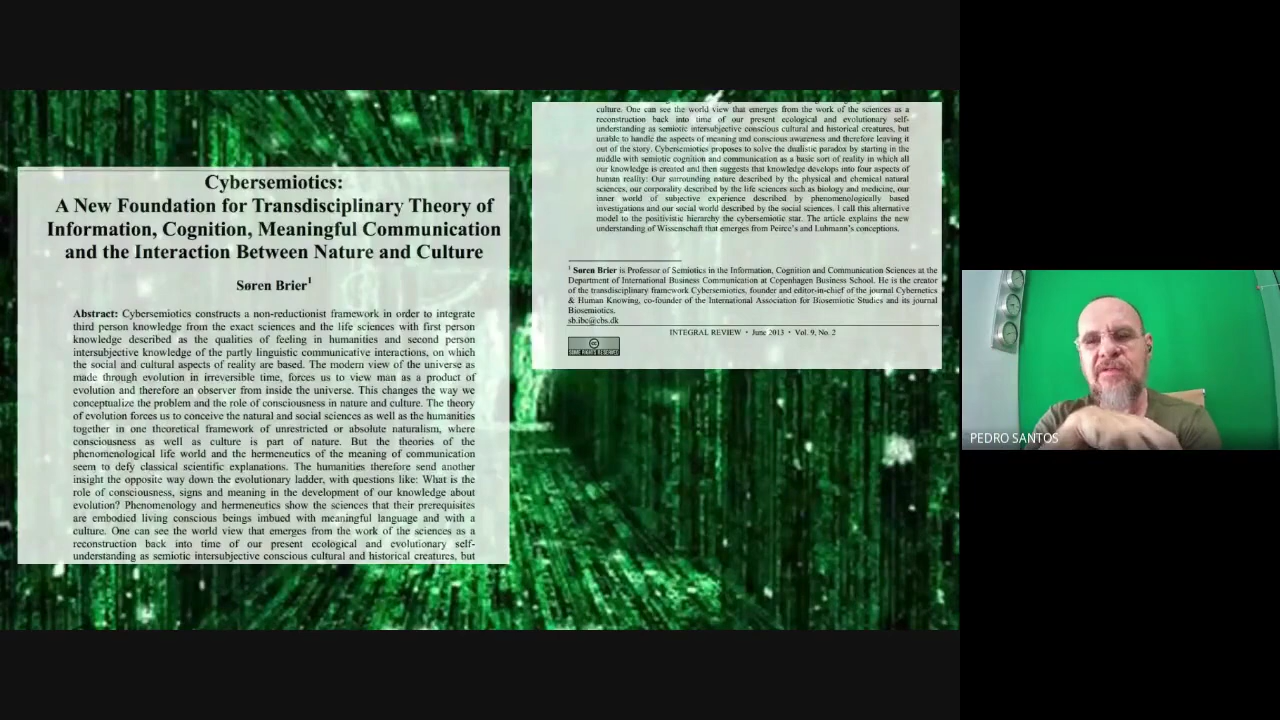 Cybersemiotics:
A New Foundation for Transdisciplinary Theory of
Information, Cognition, Meaningful Communication
and the Interaction Between Nature and Culture
Søren Brier1
Abstract: Cybersemiotics constructs a non-reductionist framework in order to integrate
third person knowledge from the exact sciences and the life sciences with first person
knowledge described as the qualities of feeling in humanities and second person
intersubjective knowledge of the partly linguistic communicative interactions, on which
the social and cultural aspects of reality are based. The modern view of the universe as
made through evolution in irreversible time, forces us to view man as a product of
evolution and therefore an observer from inside the universe. This changes the way we
conceptualize the problem and the role of consciousness in nature and culture. The theory
of evolution forces us to conceive the natural and social sciences as well as the humanities
together in one theoretical framework of unrestricted or absolute naturalism, where
consciousness as well as culture is part of nature. But the theories of the
phenomenological life world and the hermeneutics of the meaning of communication
seem to defy classical scientific explanations. The humanities therefore send another
insight the opposite way down the evolutionary ladder, with questions like: What is the
role of consciousness, signs and meaning in the development of our knowledge about
evolution? Phenomenology and hermeneutics show the sciences that their prerequisites
are embodied living conscious beings imbued with meaningful language and with a
culture. One can see the world view that emerges from the work of the sciences as a
reconstruction back into time of our present ecological and evolutionary self-
understanding as semiotic intersubjective conscious cultural and historical creatures, but
culture. One can see the world view that emerges from the work of the sciences as a
reconstruction back into time of our present ecological and evolutionary self-
understanding as semiotic intersubjective conscious cultural and historical creatures, but
unable to handle the aspects of meaning and conscious awareness and therefore leaving it
out of the story. Cybersemiotics proposes to solve the dualistic paradox by starting in the
middle with semiotic cognition and communication as a basic sort of reality in which all
our knowledge is created and then suggests that knowledge develops into four aspects of
human reality: Our surrounding nature described by the physical and chemical natural
sciences, our corporality described by the life sciences such as biology and medicine, our
inner world of subjective experience described by phenomenologically based
investigations and our social world described by the social sciences. I call this alternative
model to the positivistic hierarchy the cybersemiotic star. The article explains the new
understanding of Wissenschaft that emerges from Peirce's and Luhmann's conceptions.
1 Søren Brier is Professor of Semiotics in the Information, Cognition and Communication Sciences at the
Department of International Business Communication at Copenhagen Business School. He is the creator
of the transdisciplinary framework Cybersemiotics, founder and editor-in-chief of the journal Cybernetics
& Human Knowing, co-founder of the International Association for Biosemiotic Studies and its journal
Biosemiotics.
sb.ibc@cbs.dk
INTEGRAL REVIEW • June 2013 • Vol. 9, No. 2
cc
SOME RIGHTS RESERVED
PEDRO SANTOS